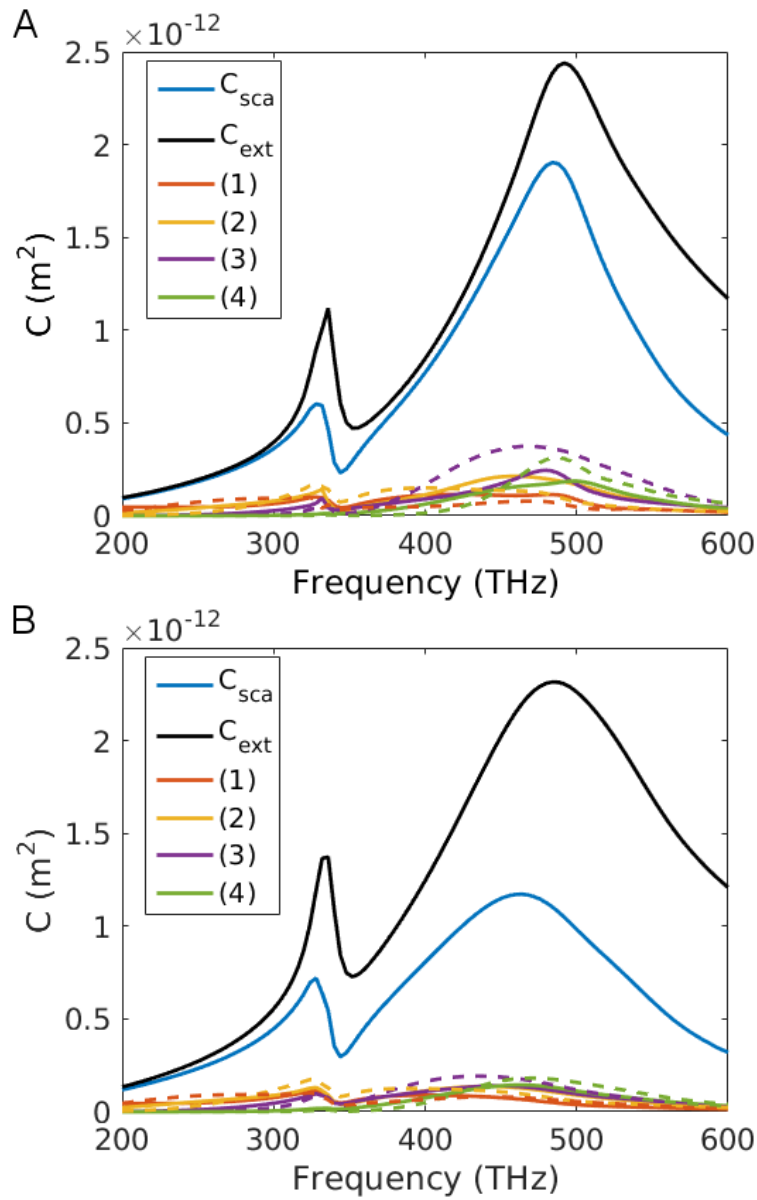 A
×10⁻¹²
2.5
2
1.5
1
0.5
0
C (m²)
C_sca
C_ext
(1)
(2)
(3)
(4)
200 300 400 500 600
Frequency (THz)
B
×10⁻¹²
2.5
2
1.5
1
0.5
0
C (m²)
C_sca
C_ext
(1)
(2)
(3)
(4)
200 300 400 500 600
Frequency (THz)